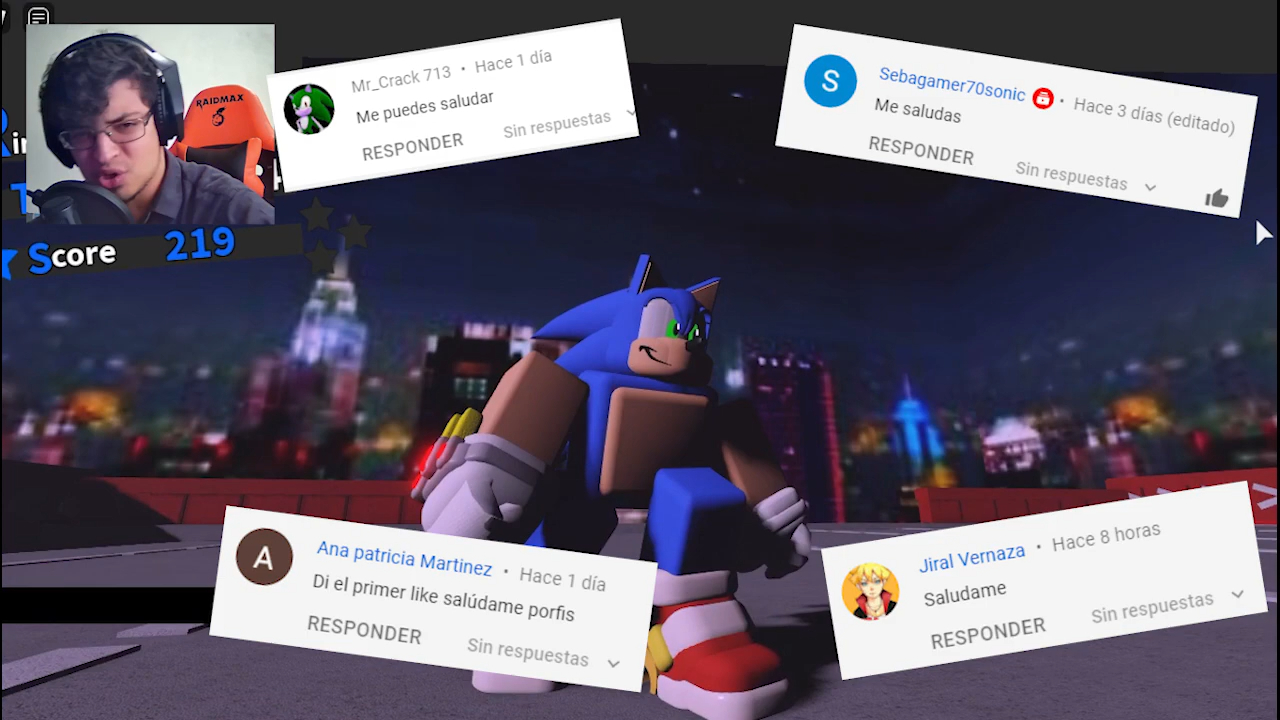 RAIDMAX
Score 219
Mr_Crack 713 • Hace 1 día
Me puedes saludar
RESPONDER Sin respuestas
S
Sebagamer70sonic • Hace 3 días (editado)
Me saludas
RESPONDER Sin respuestas
A
Ana patricia Martinez • Hace 1 día
Di el primer like salúdame porfis
RESPONDER Sin respuestas
Jiral Vernaza • Hace 8 horas
Saludame
RESPONDER Sin respuestas